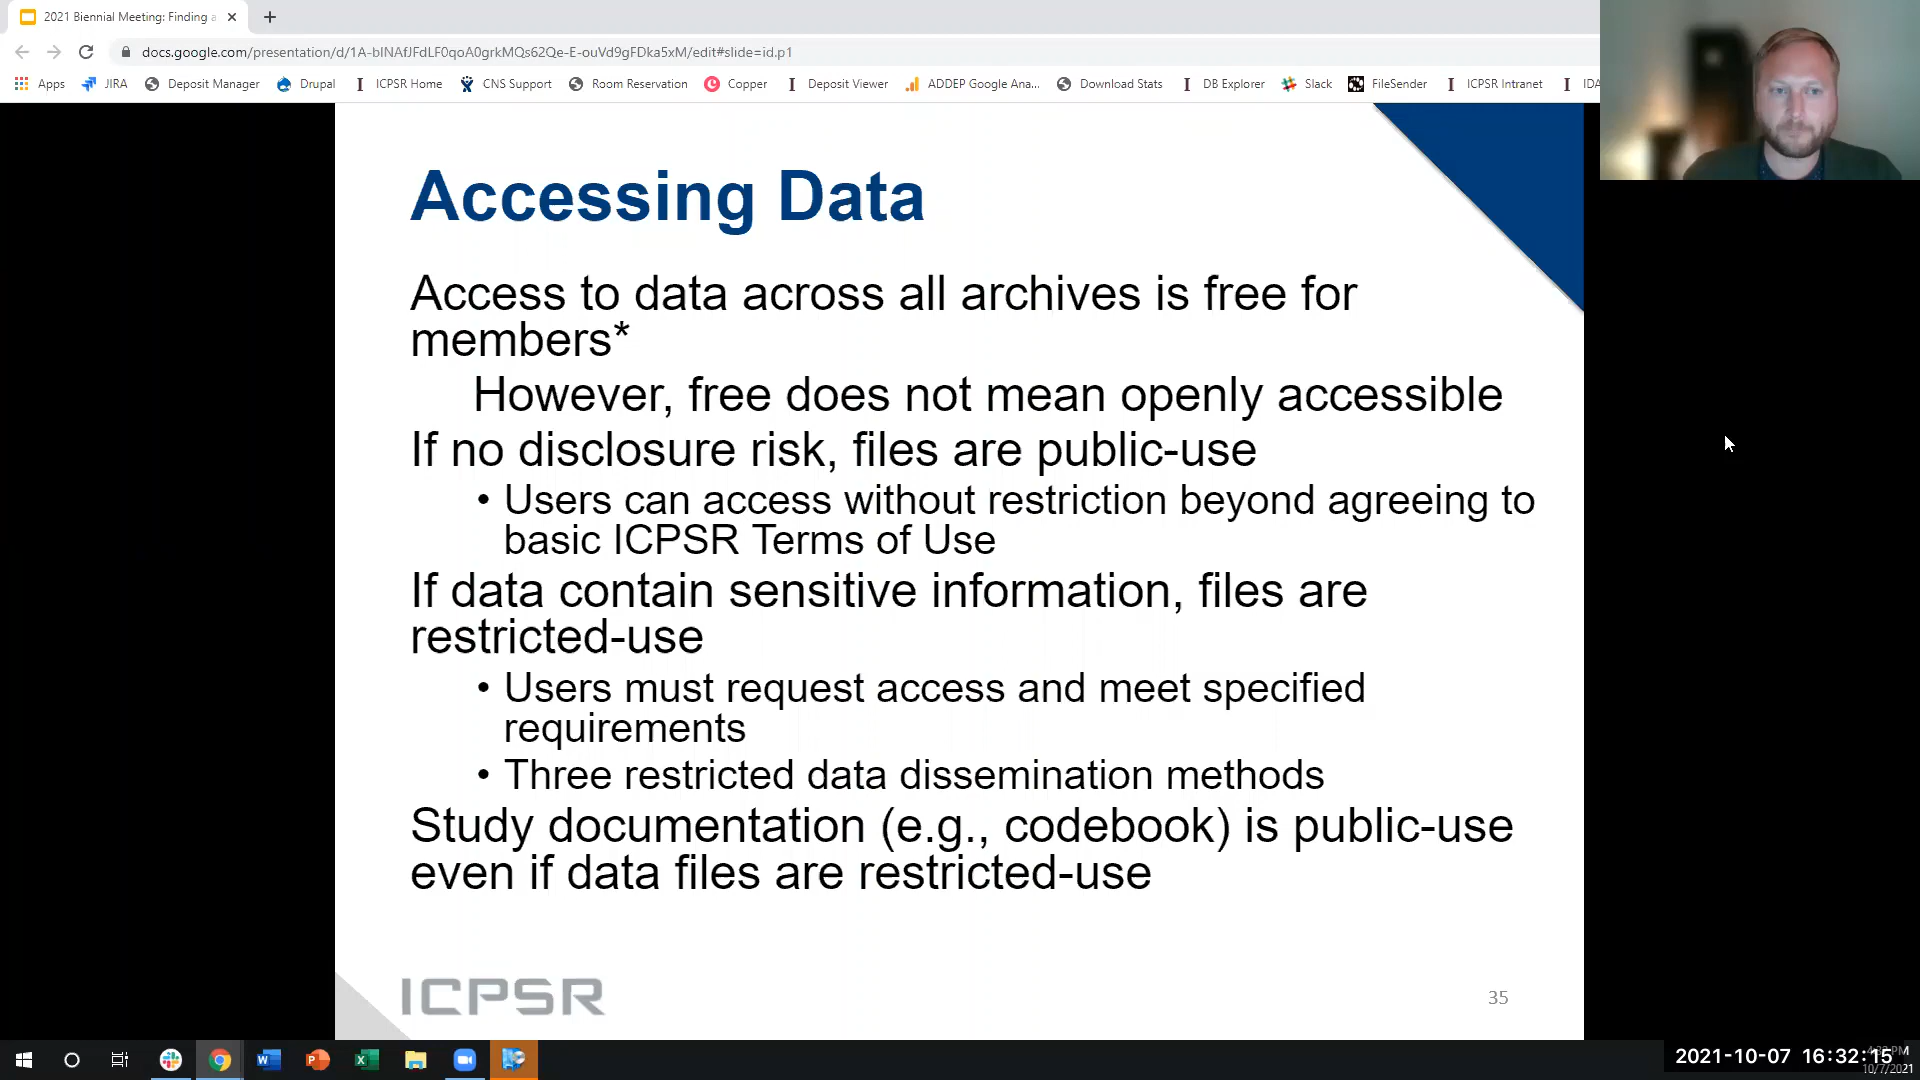 2021 Biennial Meeting: Finding a
docs.google.com/presentation/d/1A-bINAfJFdLF0qoA0grkMQs62Qe-E-ouVd9gFDka5xM/edit#slide=id.p1
Apps JIRA Deposit Manager Drupal ICPSR Home CNS Support Room Reservation Copper Deposit Viewer ADDEP Google Ana... Download Stats DB Explorer Slack FileSender ICPSR Intranet IDA
Accessing Data
Access to data across all archives is free for
members*
However, free does not mean openly accessible
If no disclosure risk, files are public-use
• Users can access without restriction beyond agreeing to
basic ICPSR Terms of Use
If data contain sensitive information, files are
restricted-use
• Users must request access and meet specified
requirements
• Three restricted data dissemination methods
Study documentation (e.g., codebook) is public-use
even if data files are restricted-use
ICPSR
35
2021-10-07 16:32:15
10/7/2021